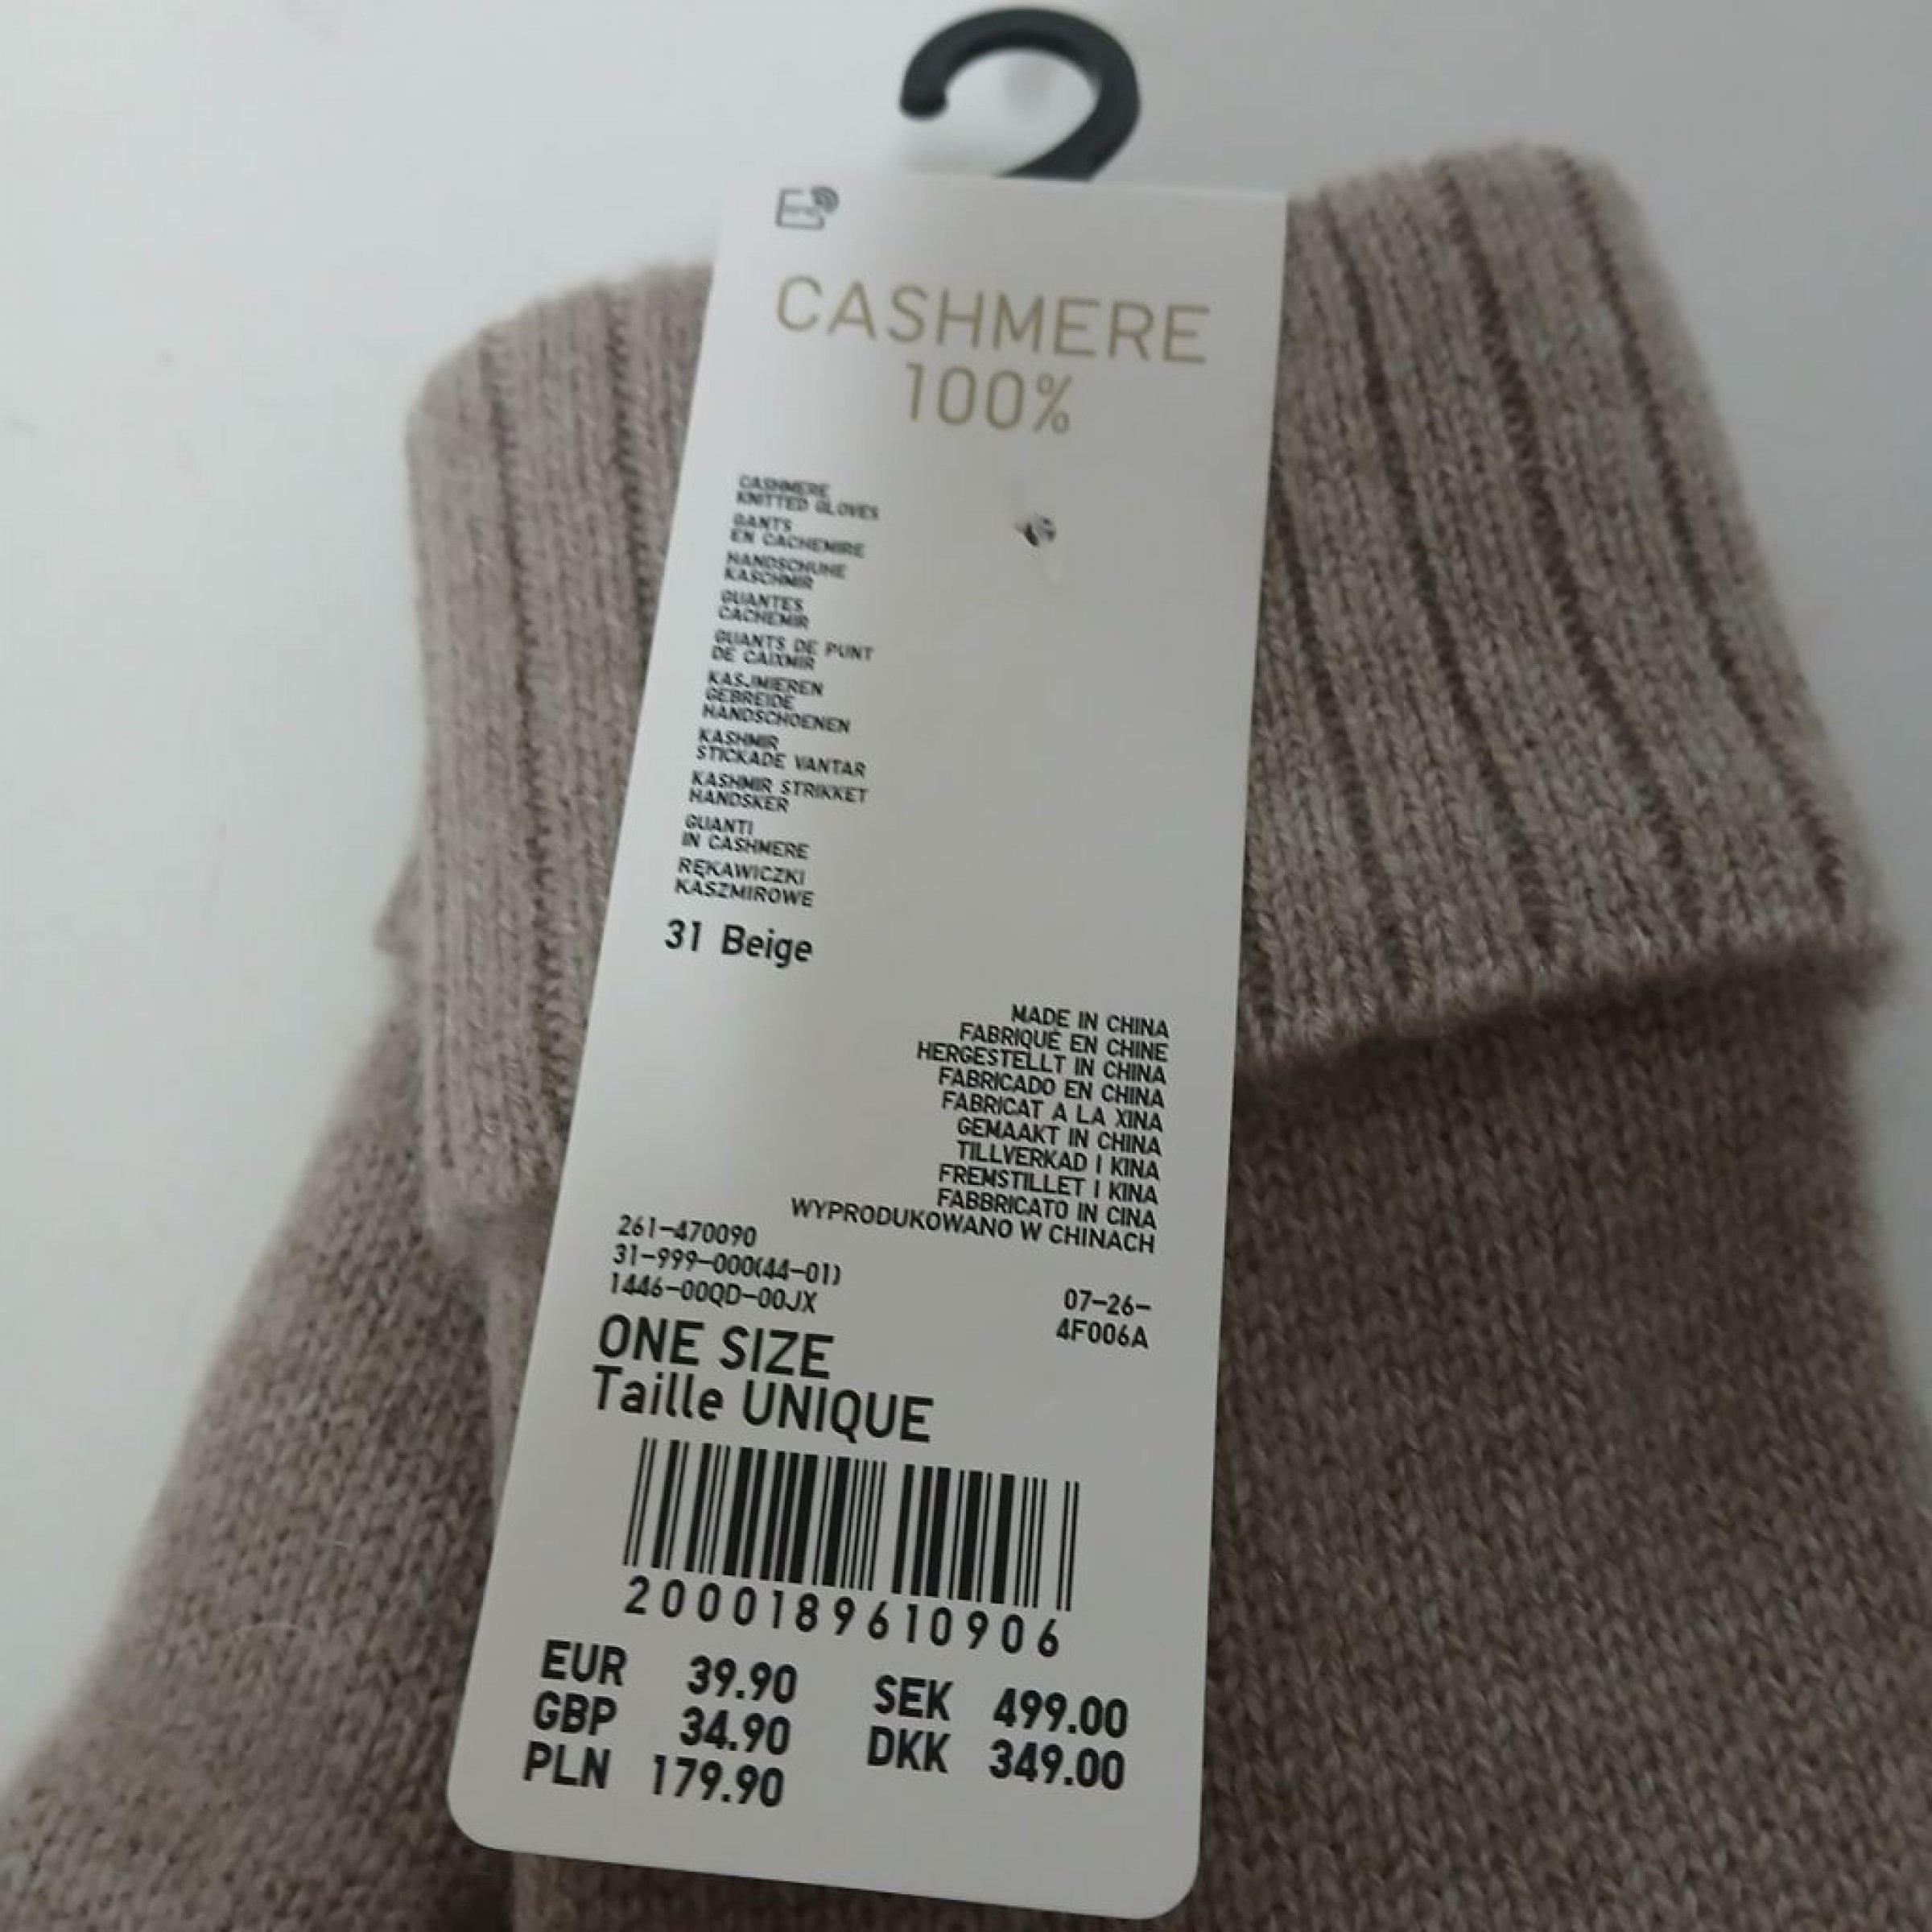 CASHMERE
100%
CASHMERE
KNITTED GLOVES
GANTS
EN CACHEMIRE
HANDSCHUHE
KASCHMIR
GUANTES
CACHEMIR
GUANTS DE PUNT
DE CAIXMIR
KASJMIEREN
GEBREIDE
HANDSCHOENEN
KASHMIR
STICKADE VANTAR
KASHMIR STRIKKET
HANDSKER
GUANTI
IN CASHMERE
RĘKAWICZKI
KASZMIROWE
31 Beige
MADE IN CHINA
FABRIQUÉ EN CHINE
HERGESTELLT IN CHINA
FABRICADO EN CHINA
FABRICAT A LA XINA
GEMAAKT IN CHINA
TILLVERKAD I KINA
FREMSTILLET I KINA
FABBRICATO IN CINA
WYPRODUKOWANO W CHINACH
261-470090
31-999-000(44-01)
1446-00QD-00JX
07-26-
4F006A
ONE SIZE
Taille UNIQUE
2000189610906
EUR 39.90 SEK 499.00
GBP 34.90 DKK 349.00
PLN 179.90